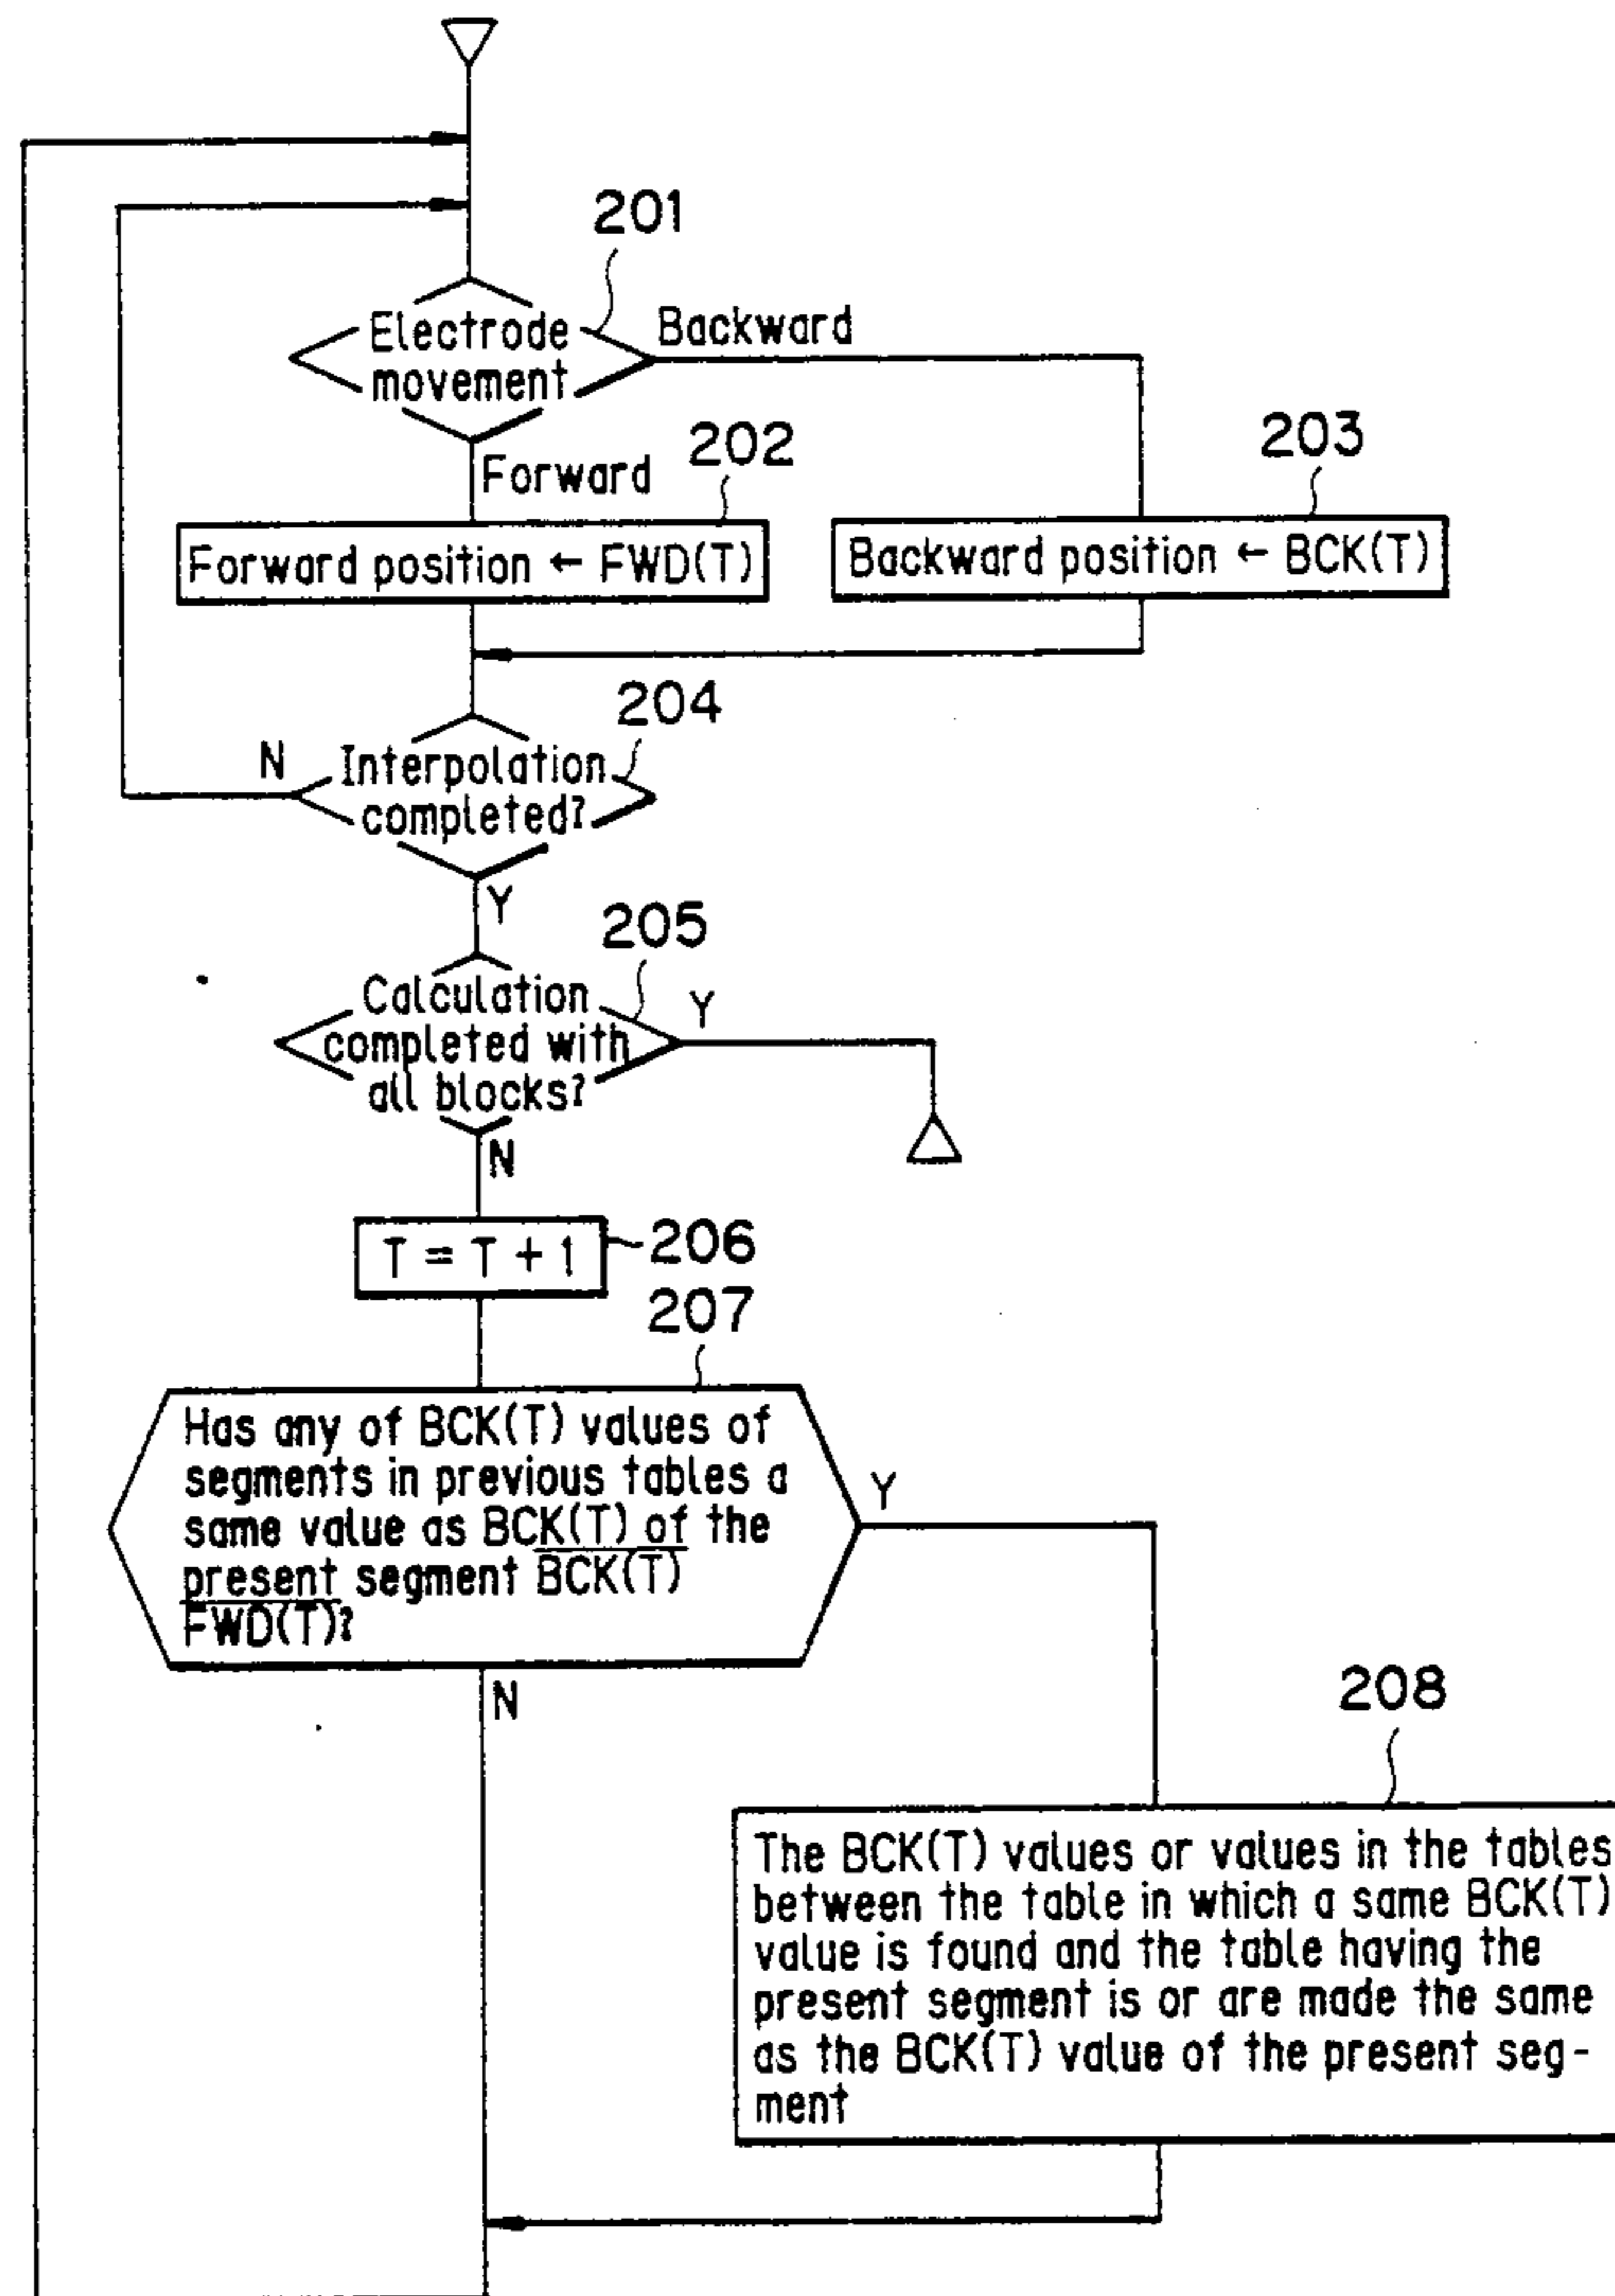 201
Electrode
movement
Backward
Forward
202
203
Forward position ← FWD(T)
Backward position ← BCK(T)
204
N
Interpolation
completed?
Y
205
Calculation
completed with
all blocks?
Y
N
T = T + 1
206
207
Has any of BCK(T) values of
segments in previous tables a
same value as BCK(T) of the
present segment BCK(T)
FWD(T)?
Y
N
208
The BCK(T) values or values in the tables
between the table in which a same BCK(T)
value is found and the table having the
present segment is or are made the same
as the BCK(T) value of the present seg-
ment